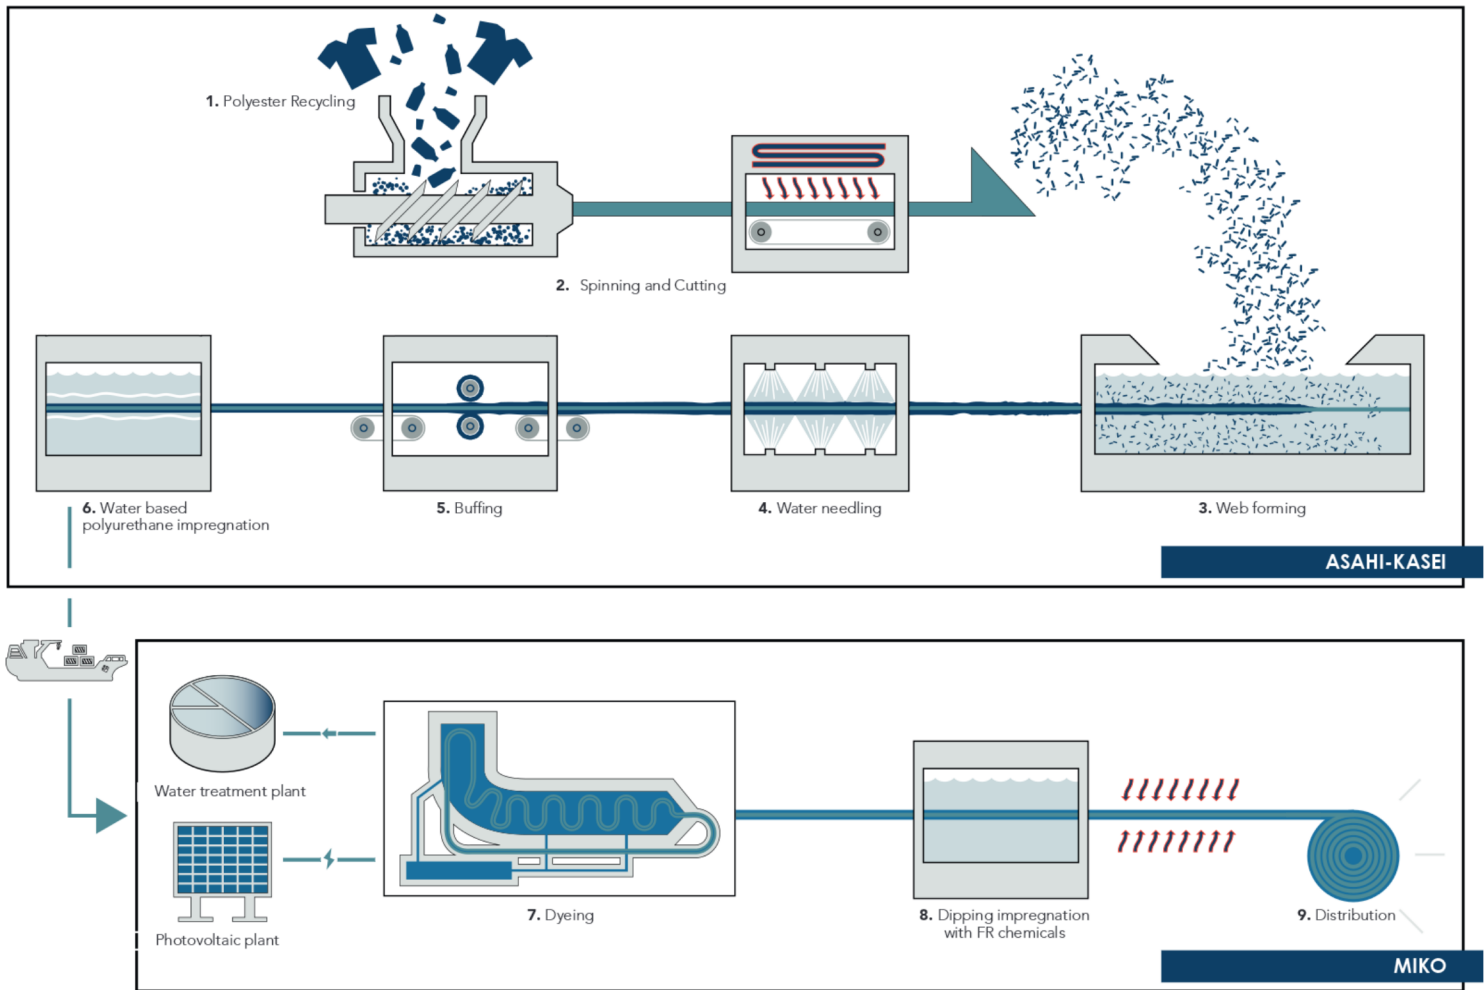 1. Polyester Recycling
2. Spinning and Cutting
6. Water based
polyurethane impregnation
5. Buffing
4. Water needling
3. Web forming
ASAHI-KASEI
Water treatment plant
Photovoltaic plant
7. Dyeing
8. Dipping impregnation
with FR chemicals
9. Distribution
MIKO